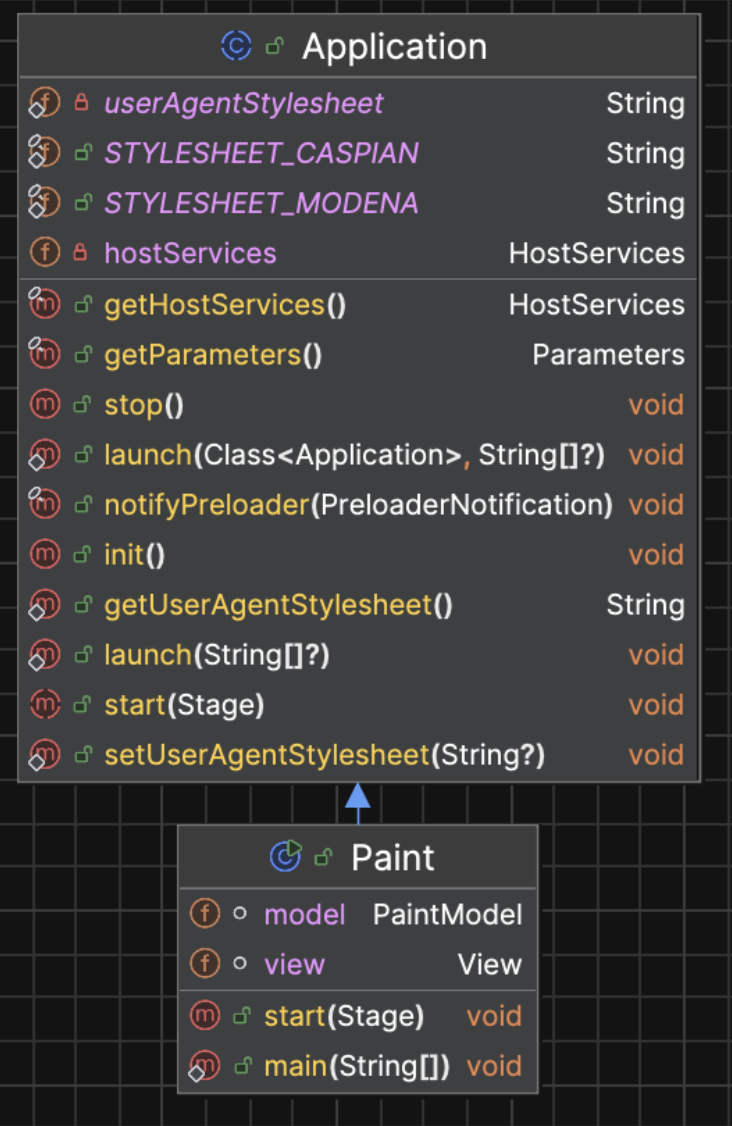 Application
userAgentStylesheet String
STYLESHEET_CASPIAN String
STYLESHEET_MODENA String
hostServices HostServices
getHostServices() HostServices
getParameters() Parameters
stop() void
launch(Class<Application>, String[]?) void
notifyPreloader(PreloaderNotification) void
init() void
getUserAgentStylesheet() String
launch(String[]?) void
start(Stage) void
setUserAgentStylesheet(String?) void
Paint
model PaintModel
view View
start(Stage) void
main(String[]) void